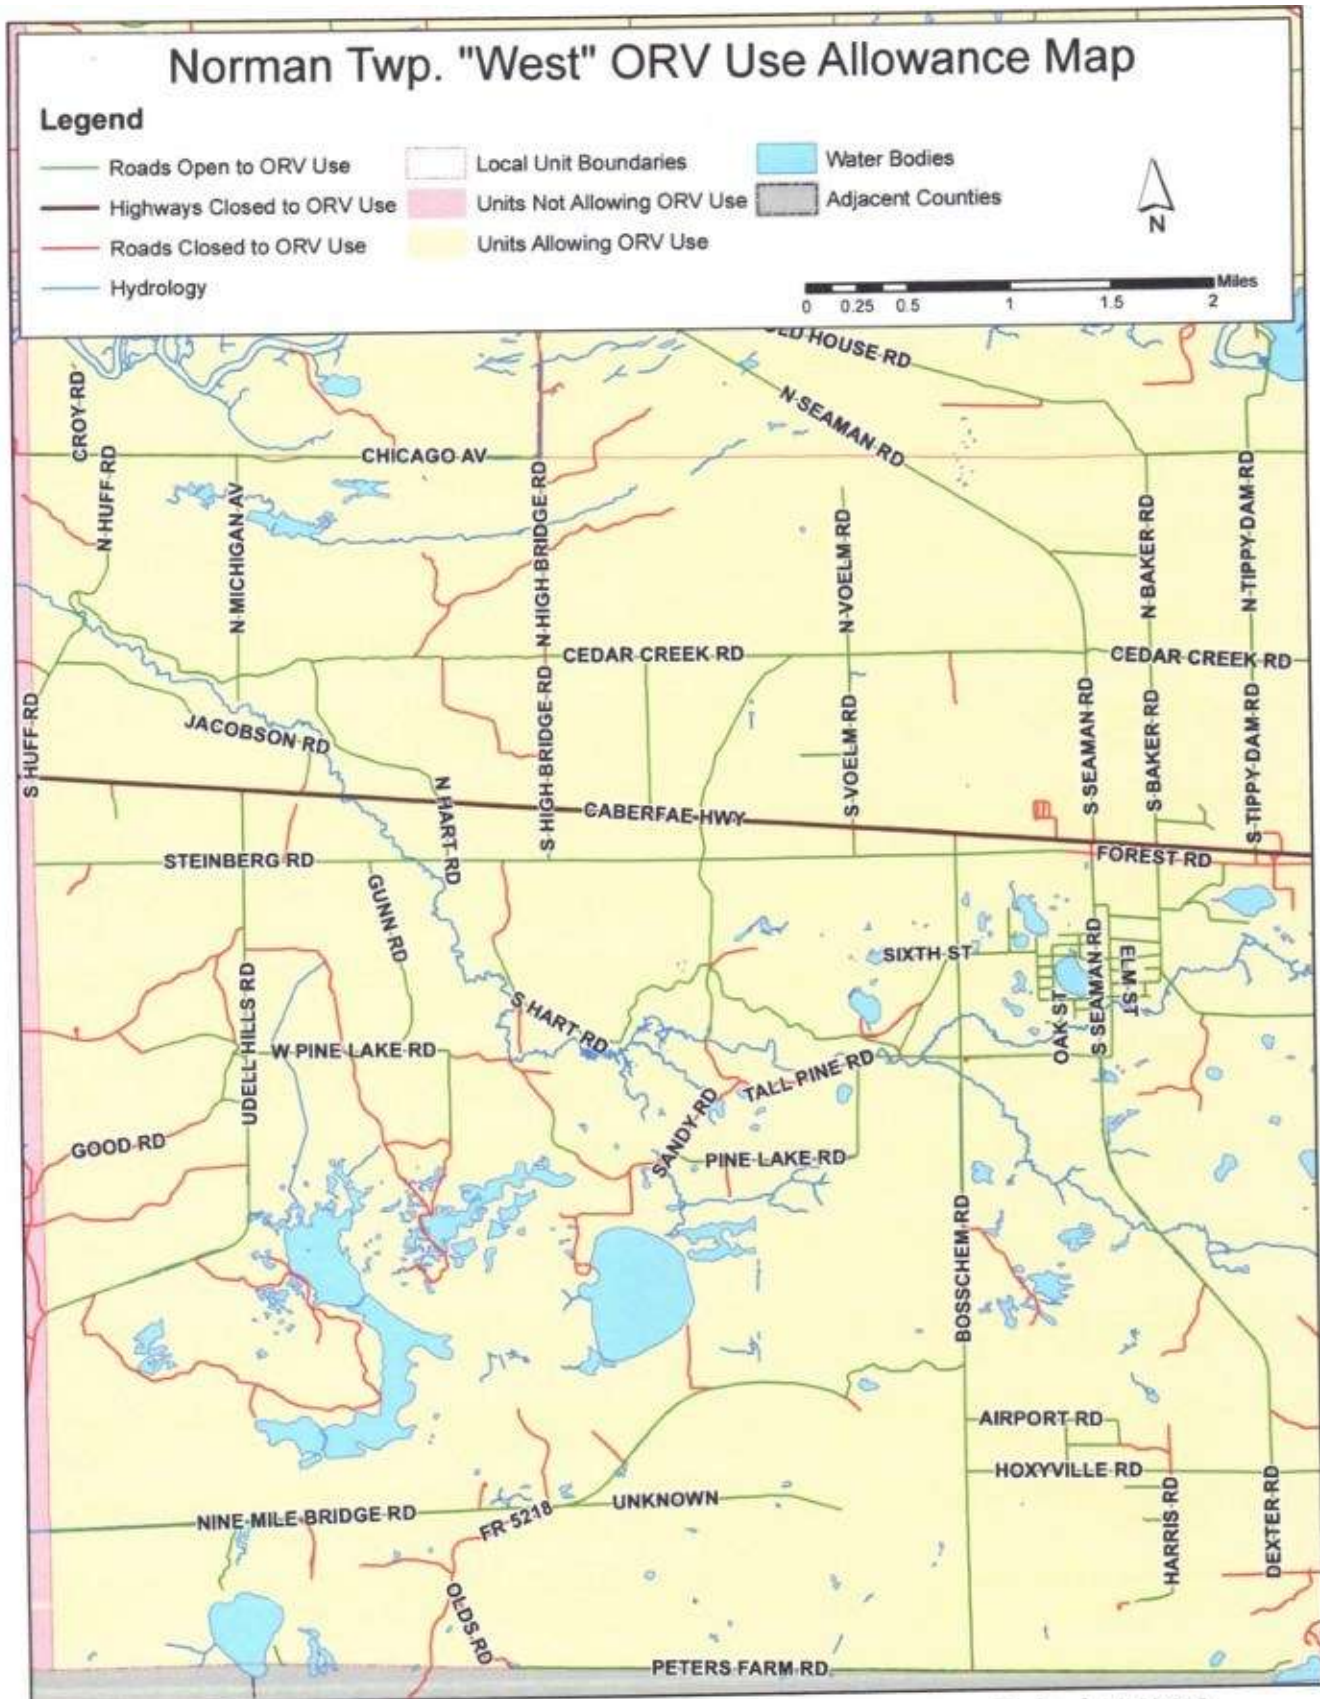 Norman Twp. "West" ORV Use Allowance Map
Legend
Roads Open to ORV Use
Highways Closed to ORV Use
Roads Closed to ORV Use
Hydrology
Local Unit Boundaries
Units Not Allowing ORV Use
Units Allowing ORV Use
Water Bodies
Adjacent Counties
N
Miles
0 0.25 0.5 1 1.5 2
HOUSE RD
CROY RD
N SEAMAN RD
CHICAGO AV
N HUFF RD
N MICHIGAN AV
N HIGH BRIDGE RD
N VOELM RD
N BAKER RD
N TIPPY DAM RD
CEDAR CREEK RD
CEDAR CREEK RD
S HUFF RD
JACOBSON RD
S HIGH BRIDGE RD
S VOELM RD
S SEAMAN RD
S BAKER RD
S TIPPY DAM RD
N HART RD
CABERFAE HWY
STEINBERG RD
FOREST RD
GUNN RD
SIXTH ST
ELM ST
UDELL HILLS RD
S HART RD
OAK ST
S SEAMAN RD
W PINE LAKE RD
TALL PINE RD
GOOD RD
SANDY RD
PINE LAKE RD
BOSSCHEM RD
AIRPORT RD
HOXYVILLE RD
NINE MILE BRIDGE RD
FR 5218
UNKNOWN
HARRIS RD
DEXTER RD
OLDS RD
PETERS FARM RD